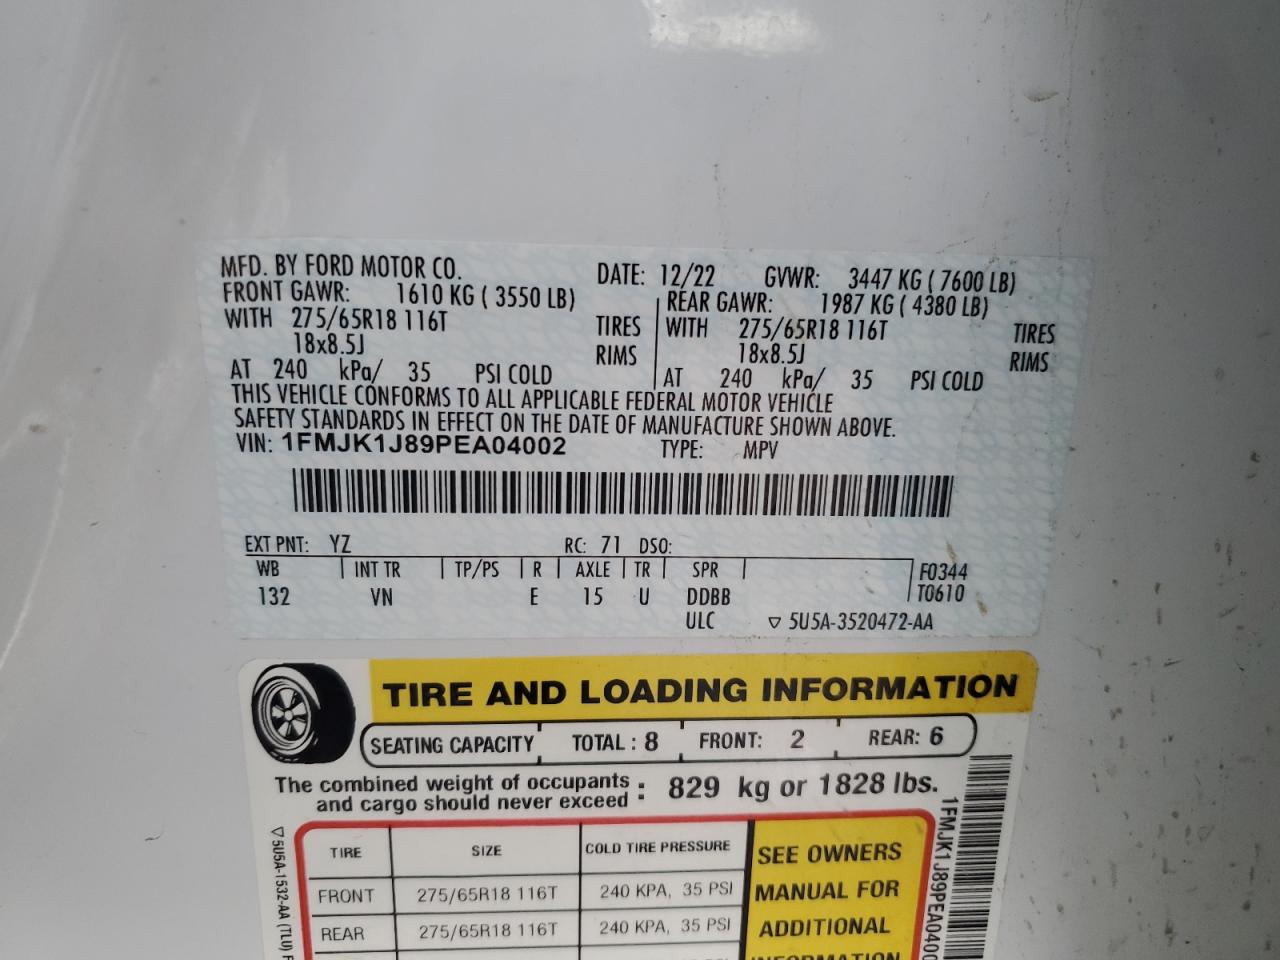 MFD. BY FORD MOTOR CO. DATE: 12/22 GVWR: 3447 KG ( 7600 LB)
FRONT GAWR: 1610 KG ( 3550 LB) REAR GAWR: 1987 KG ( 4380 LB)
WITH 275/65R18 116T TIRES WITH 275/65R18 116T TIRES
18x8.5J RIMS 18x8.5J RIMS
AT 240 kPa/ 35 PSI COLD AT 240 kPa/ 35 PSI COLD
THIS VEHICLE CONFORMS TO ALL APPLICABLE FEDERAL MOTOR VEHICLE
SAFETY STANDARDS IN EFFECT ON THE DATE OF MANUFACTURE SHOWN ABOVE.
VIN: 1FMJK1J89PEA04002 TYPE: MPV
EXT PNT: YZ RC: 71 DSO:
WB INT TR TP/PS R AXLE TR SPR F0344
132 VN E 15 U DDBB T0610
ULC ▽ 5U5A-3520472-AA
TIRE AND LOADING INFORMATION
SEATING CAPACITY TOTAL : 8 FRONT: 2 REAR: 6
The combined weight of occupants
and cargo should never exceed : 829 kg or 1828 lbs.
TIRE SIZE COLD TIRE PRESSURE
FRONT 275/65R18 116T 240 KPA, 35 PSI
REAR 275/65R18 116T 240 KPA, 35 PSI
SEE OWNERS
MANUAL FOR
ADDITIONAL
INFORMATION
▽ 5U5A-1532-AA (TLU)
1FMJK1J89PEA0400